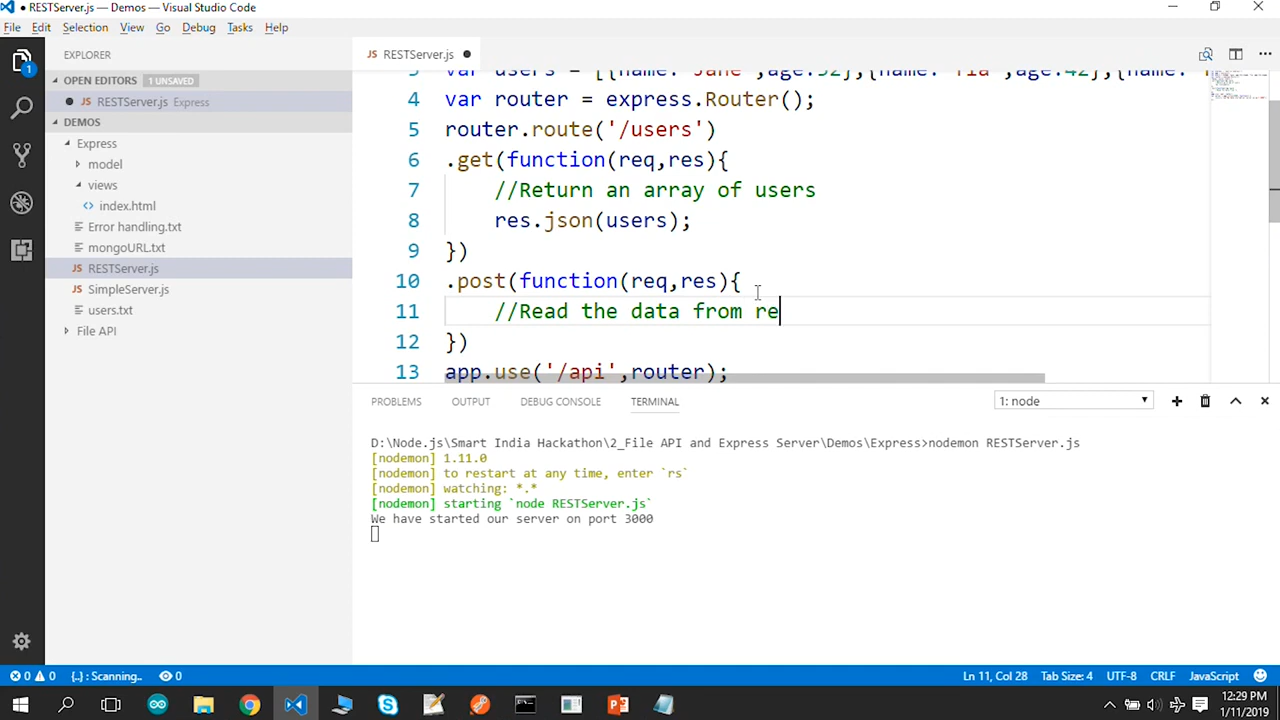 RESTServer.js — Demos — Visual Studio Code
File Edit Selection View Go Debug Tasks Help
EXPLORER
OPEN EDITORS 1 UNSAVED
RESTServer.js Express
DEMOS
Express
model
views
index.html
Error handling.txt
mongoURL.txt
RESTServer.js
SimpleServer.js
users.txt
File API
1
RESTServer.js
4 var router = express.Router();
5 router.route('/users')
6 .get(function(req,res){
7 //Return an array of users
8 res.json(users);
9 })
10 .post(function(req,res){
11 //Read the data from re
12 })
13 app.use('/api',router);
PROBLEMS OUTPUT DEBUG CONSOLE TERMINAL 1: node
D:\Node.js\Smart India Hackathon\2_File API and Express Server\Demos\Express>nodemon RESTServer.js
[nodemon] 1.11.0
[nodemon] to restart at any time, enter `rs`
[nodemon] watching: *.*
[nodemon] starting `node RESTServer.js`
We have started our server on port 3000
0 0 {..} : Scanning.. 0 Ln 11, Col 28 Tab Size: 4 UTF-8 CRLF JavaScript
12:29 PM
1/11/2019